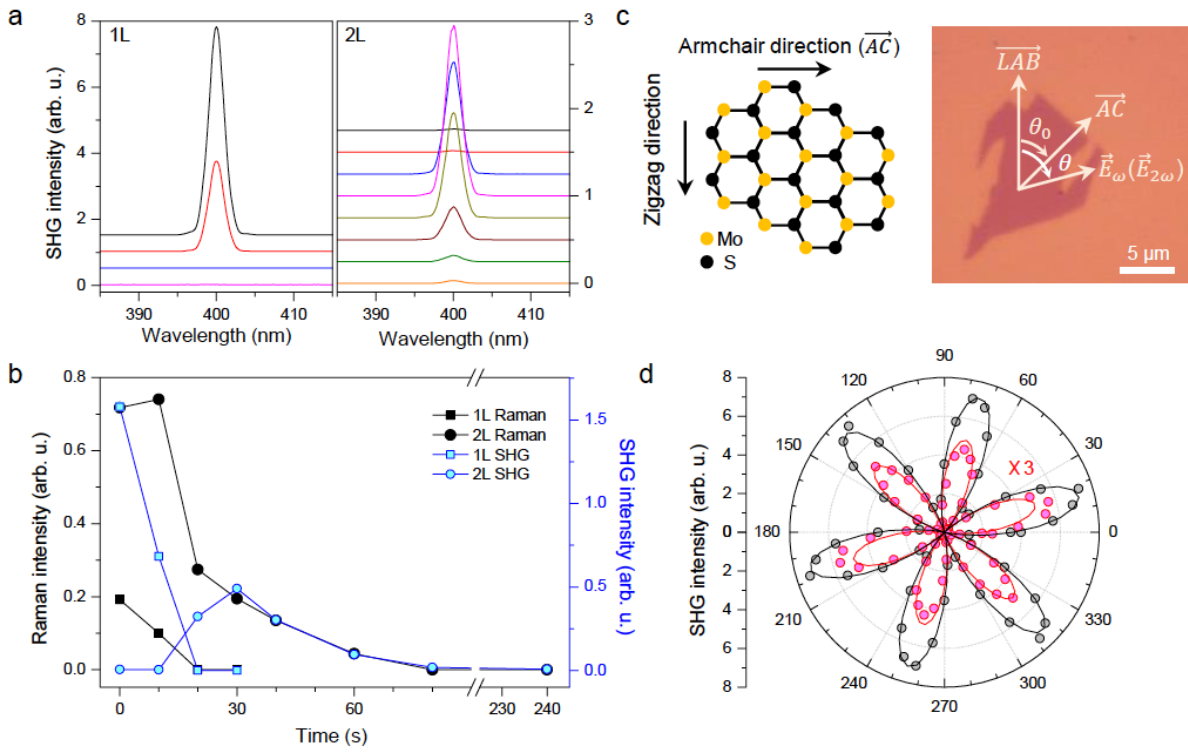 a
1L
2L
8
6
4
2
0
3
2
1
0
SHG intensity (arb. u.)
390 400 410
390 400 410
Wavelength (nm)
Wavelength (nm)
c
Armchair direction (AC)
Zigzag direction
Mo
S
LAB
AC
θ0
θ
Eω(E2ω)
5 µm
b
0.8
0.6
0.4
0.2
0.0
Raman intensity (arb. u.)
1L Raman
2L Raman
1L SHG
2L SHG
1.5
1.0
0.5
0.0
SHG intensity (arb. u.)
0 30 60 230 240
Time (s)
d
8
6
4
2
0
2
4
6
8
SHG intensity (arb. u.)
90
120
60
150
30
180
0
210
330
240
300
270
X3